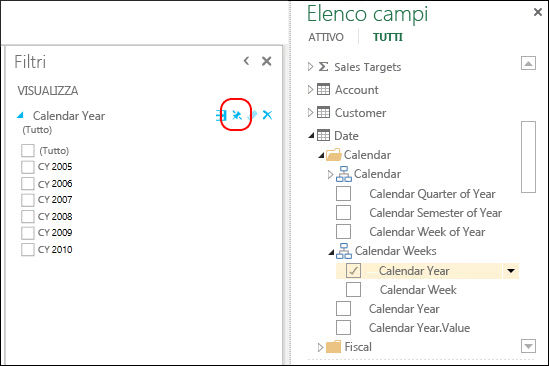 Filtri
VISUALIZZA
Calendar Year
(Tutto)
(Tutto)
CY 2005
CY 2006
CY 2007
CY 2008
CY 2009
CY 2010
Elenco campi
ATTIVO TUTTI
Sales Targets
Account
Customer
Date
Calendar
Calendar
Calendar Quarter of Year
Calendar Semester of Year
Calendar Week of Year
Calendar Weeks
Calendar Year
Calendar Week
Calendar Year
Calendar Year.Value
Fiscal